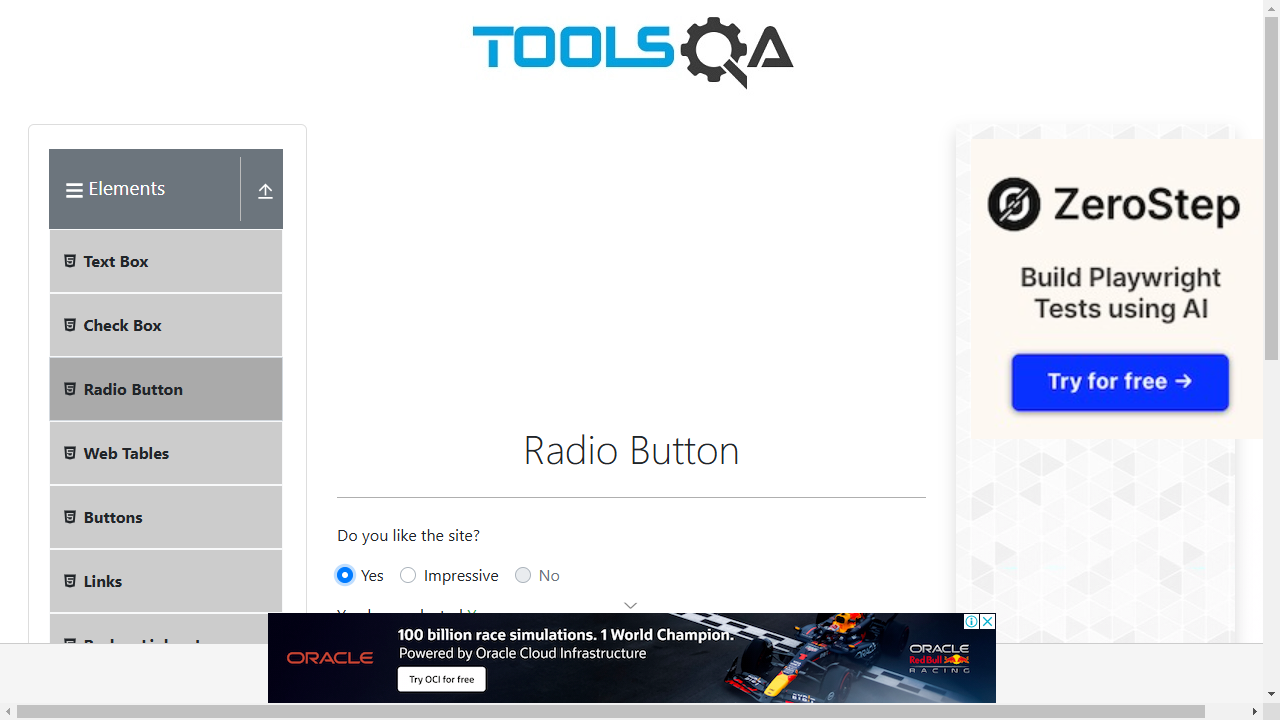 TOOLSQA
Elements
Text Box
Check Box
Radio Button
Web Tables
Buttons
Links
ZeroStep
Build Playwright
Tests using AI
Try for free →
Radio Button
Do you like the site?
Yes
Impressive
No
ORACLE
100 billion race simulations. 1 World Champion.
Powered by Oracle Cloud Infrastructure
Try OCI for free
ORACLE
Red Bull
RACING